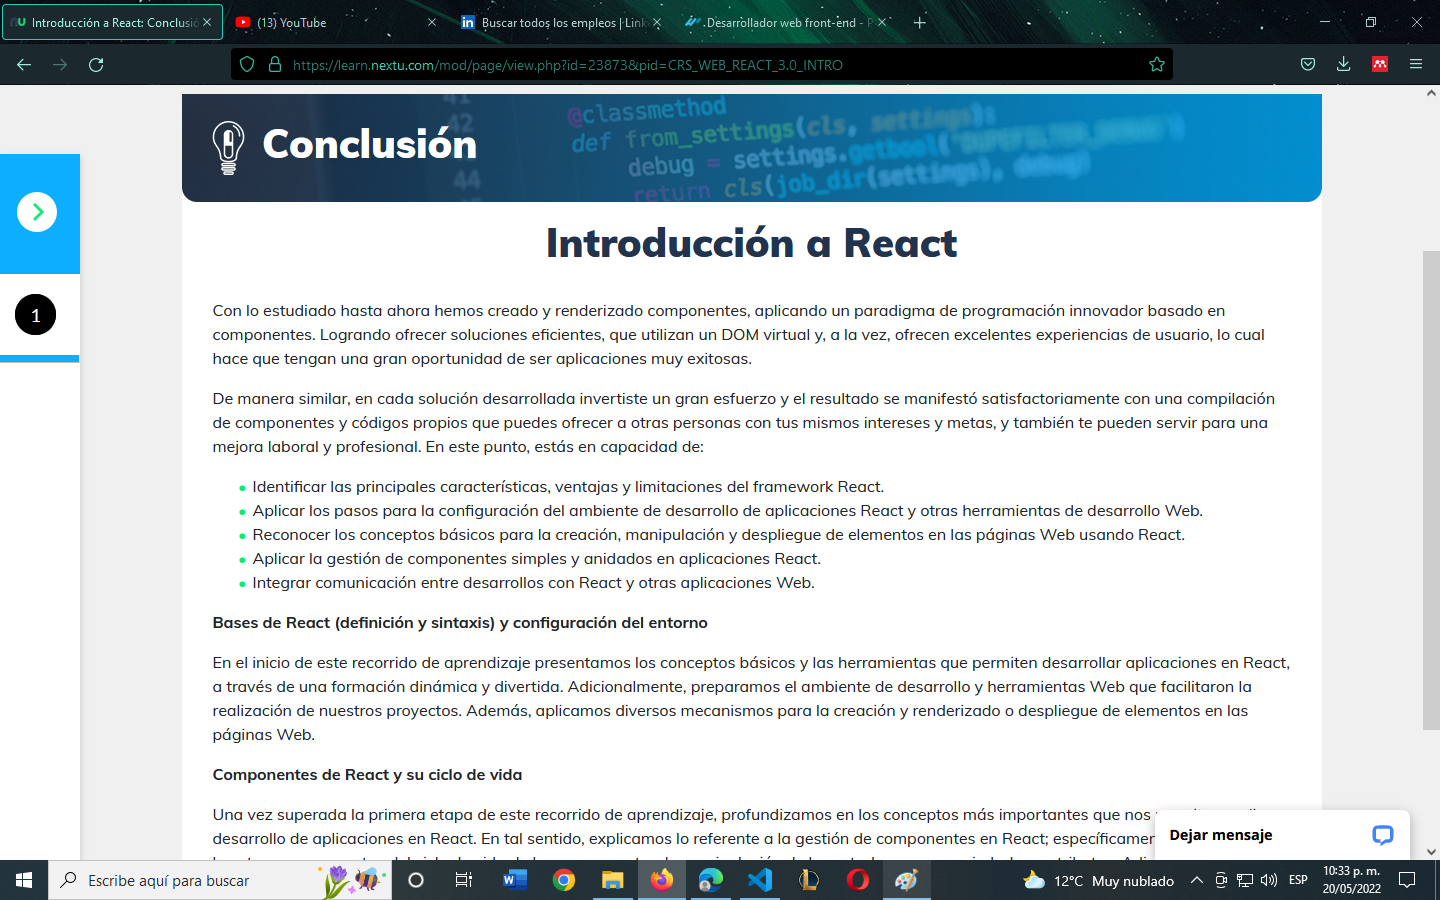 Introducción a React: Conclusió
(13) YouTube
Buscar todos los empleos | Link
Desarrollador web front-end - P
https://learn.nextu.com/mod/page/view.php?id=23873&pid=CRS_WEB_REACT_3.0_INTRO
41
42
44
@classmethod
def from_settings(cls, settings):
debug = settings.getbool(
return cls(job_dir(settings), debug)
Conclusión
1
Introducción a React
Con lo estudiado hasta ahora hemos creado y renderizado componentes, aplicando un paradigma de programación innovador basado en
componentes. Logrando ofrecer soluciones eficientes, que utilizan un DOM virtual y, a la vez, ofrecen excelentes experiencias de usuario, lo cual
hace que tengan una gran oportunidad de ser aplicaciones muy exitosas.
De manera similar, en cada solución desarrollada invertiste un gran esfuerzo y el resultado se manifestó satisfactoriamente con una compilación
de componentes y códigos propios que puedes ofrecer a otras personas con tus mismos intereses y metas, y también te pueden servir para una
mejora laboral y profesional. En este punto, estás en capacidad de:
Identificar las principales características, ventajas y limitaciones del framework React.
Aplicar los pasos para la configuración del ambiente de desarrollo de aplicaciones React y otras herramientas de desarrollo Web.
Reconocer los conceptos básicos para la creación, manipulación y despliegue de elementos en las páginas Web usando React.
Aplicar la gestión de componentes simples y anidados en aplicaciones React.
Integrar comunicación entre desarrollos con React y otras aplicaciones Web.
Bases de React (definición y sintaxis) y configuración del entorno
En el inicio de este recorrido de aprendizaje presentamos los conceptos básicos y las herramientas que permiten desarrollar aplicaciones en React,
a través de una formación dinámica y divertida. Adicionalmente, preparamos el ambiente de desarrollo y herramientas Web que facilitaron la
realización de nuestros proyectos. Además, aplicamos diversos mecanismos para la creación y renderizado o despliegue de elementos en las
páginas Web.
Componentes de React y su ciclo de vida
Una vez superada la primera etapa de este recorrido de aprendizaje, profundizamos en los conceptos más importantes que nos
desarrollo de aplicaciones en React. En tal sentido, explicamos lo referente a la gestión de componentes en React; específicamen
Dejar mensaje
Escribe aquí para buscar
12°C Muy nublado
ESP
10:33 p. m.
20/05/2022